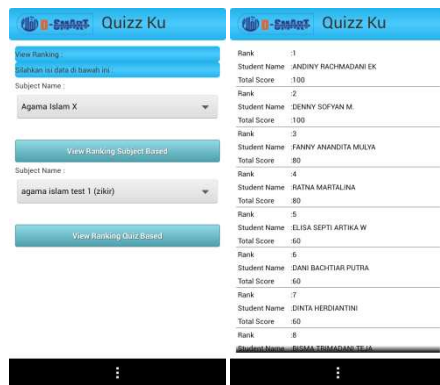 D-SMART Quizz Ku
View Ranking :
Silahkan isi data di bawah ini :
Subject Name :
Agama Islam X
View Ranking Subject Based
Subject Name :
agama islam test 1 (zikir)
View Ranking Quiz Based
D-SMART Quizz Ku
Rank :1
Student Name :ANDINY RACHMADANI EK
Total Score :100
Rank :2
Student Name :DENNY SOFYAN M.
Total Score :100
Rank :3
Student Name :FANNY ANANDITA MULYA
Total Score :80
Rank :4
Student Name :RATNA MARTALINA
Total Score :80
Rank :5
Student Name :ELISA SEPTI ARTIKA W
Total Score :60
Rank :6
Student Name :DANI BACHTIAR PUTRA
Total Score :60
Rank :7
Student Name :DINTA HERDIANTINI
Total Score :60
Rank :8
Student Name :BISMA TRIMADANI TEJA